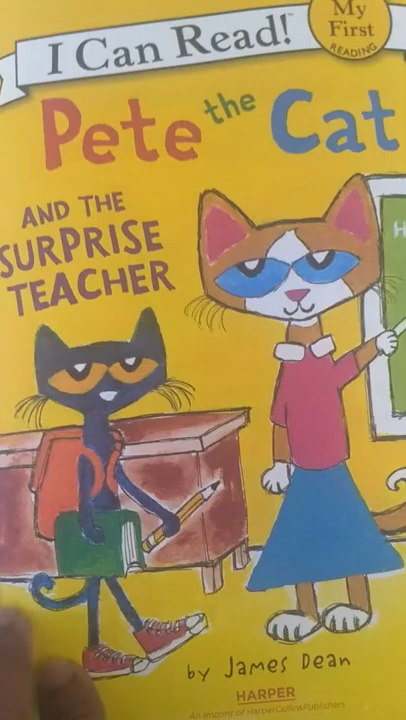 I Can Read!™
My
First
READING
Pete the Cat
AND THE
SURPRISE
TEACHER
H
by James Dean
HARPER
An imprint of HarperCollinsPublishers